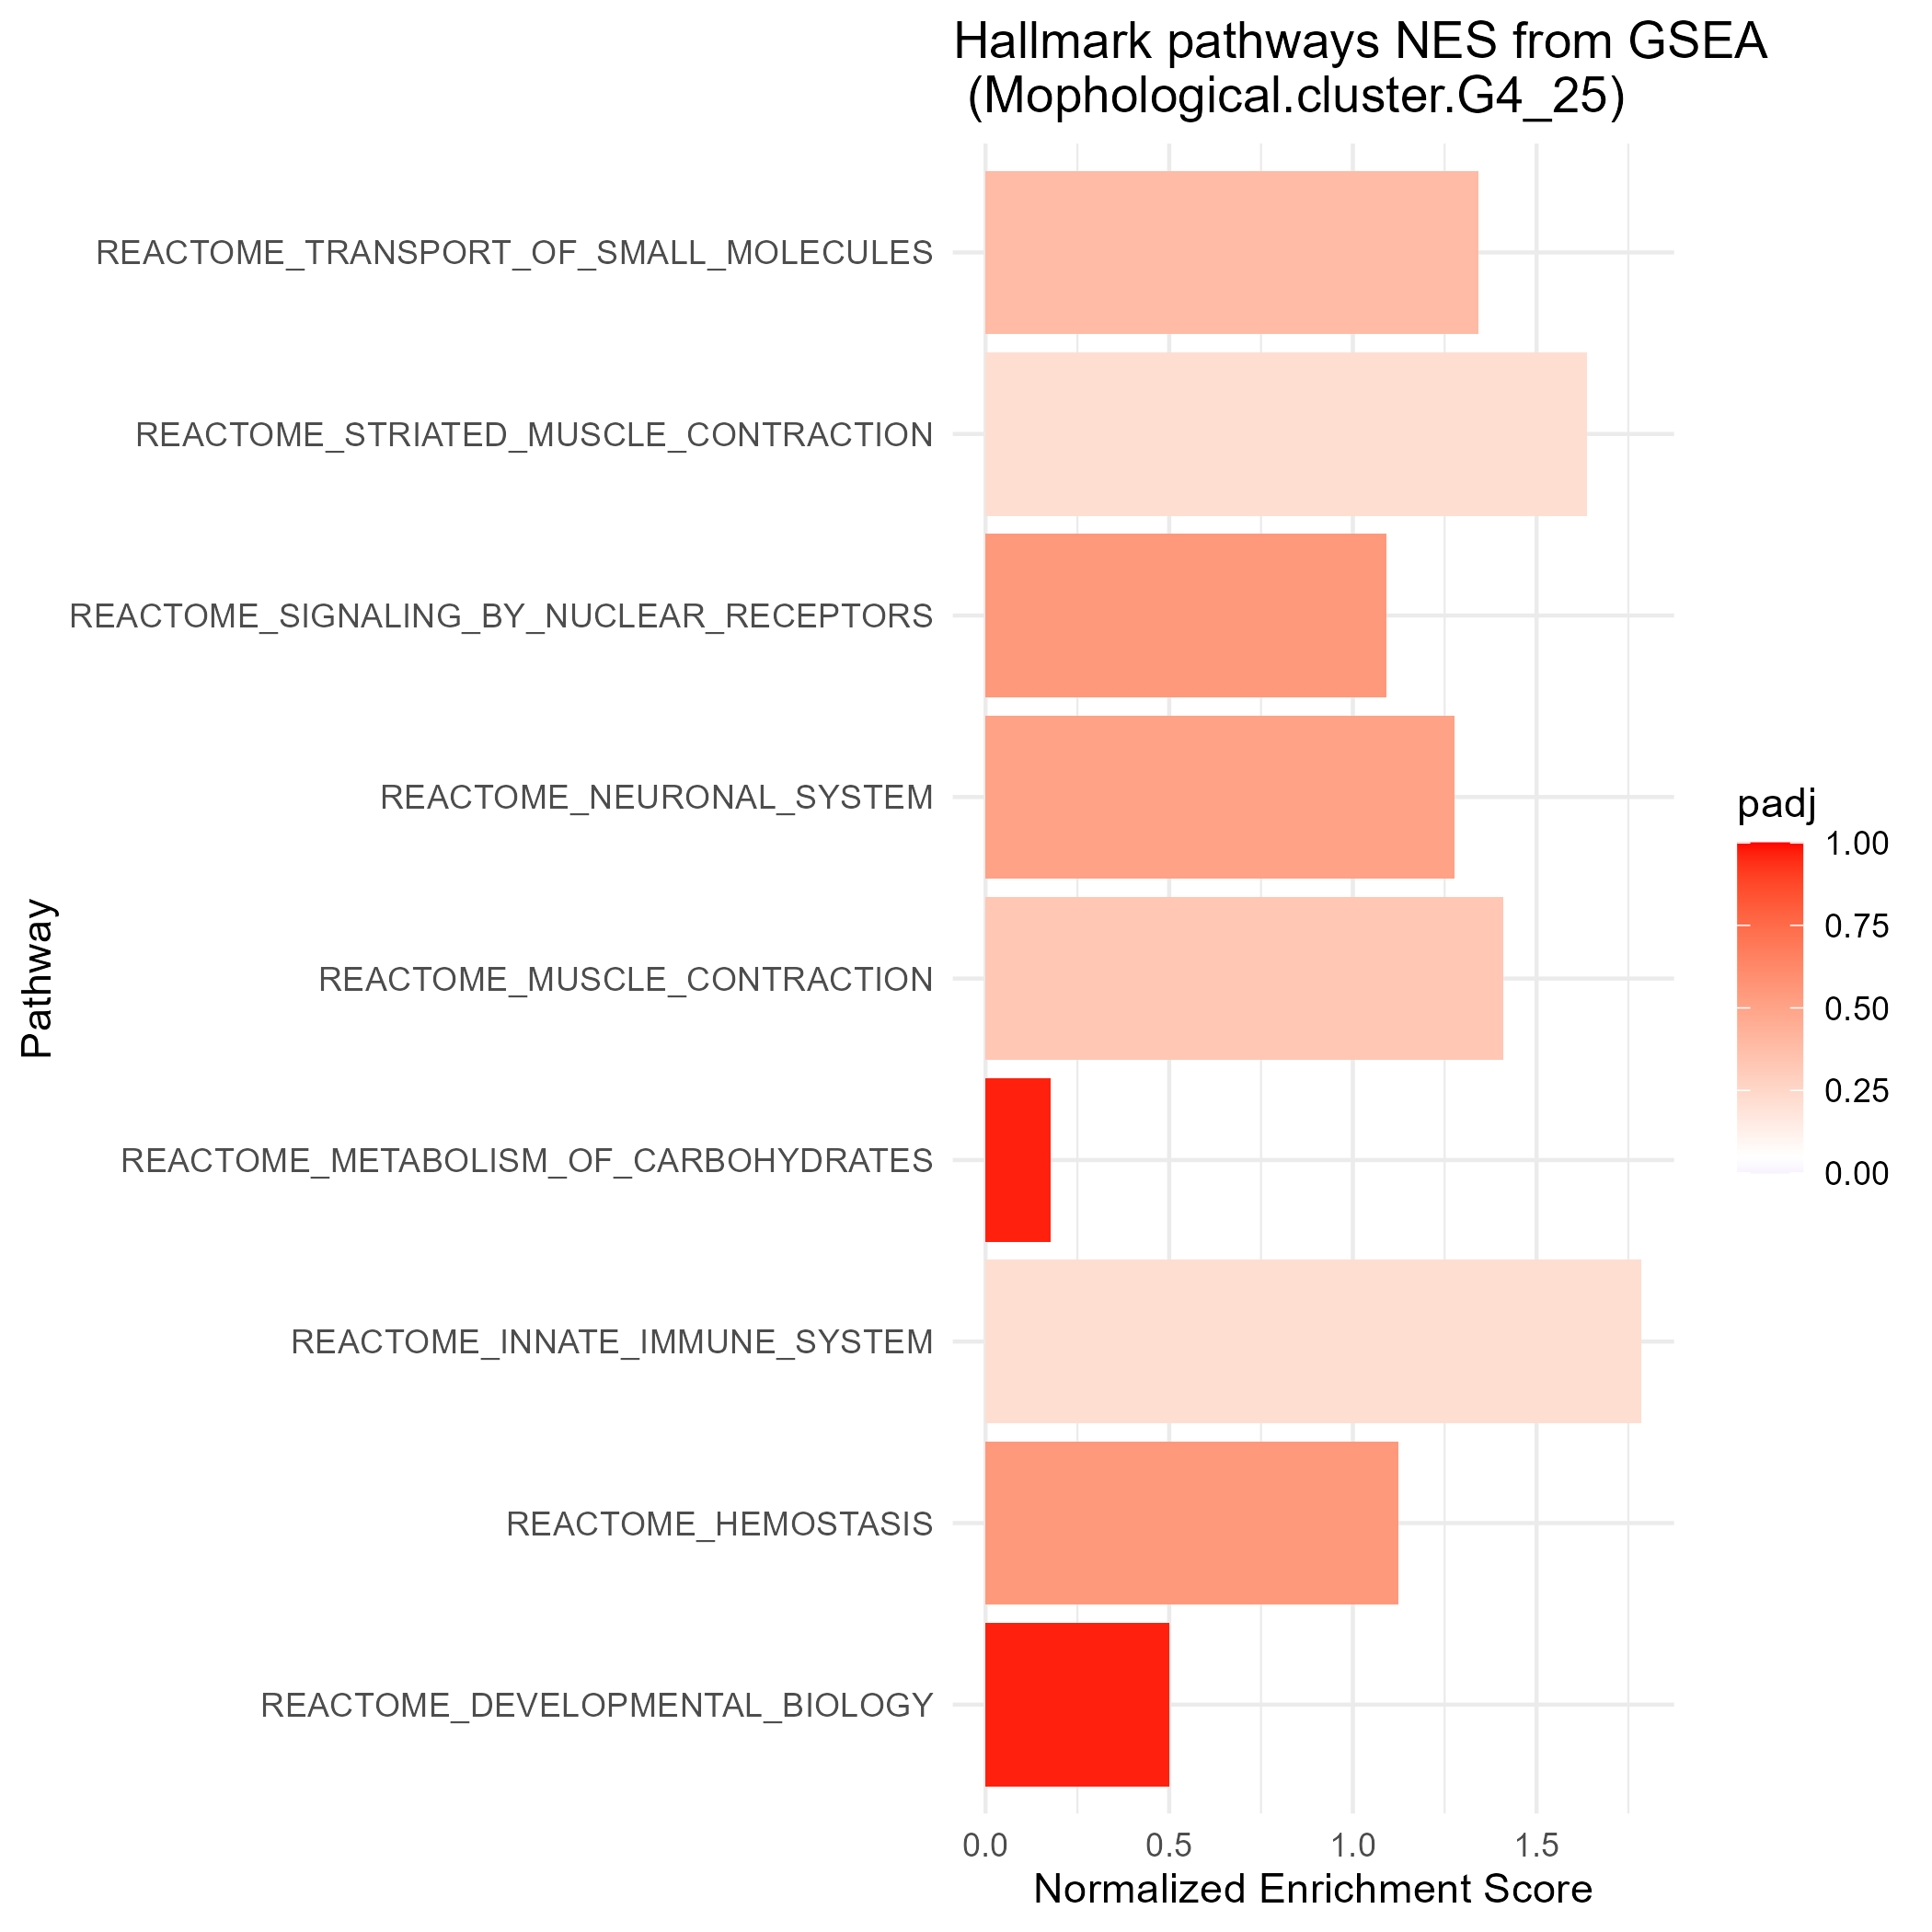 Hallmark pathways NES from GSEA
(Mophological.cluster.G4_25)
REACTOME_TRANSPORT_OF_SMALL_MOLECULES
REACTOME_STRIATED_MUSCLE_CONTRACTION
REACTOME_SIGNALING_BY_NUCLEAR_RECEPTORS
REACTOME_NEURONAL_SYSTEM
REACTOME_MUSCLE_CONTRACTION
REACTOME_METABOLISM_OF_CARBOHYDRATES
REACTOME_INNATE_IMMUNE_SYSTEM
REACTOME_HEMOSTASIS
REACTOME_DEVELOPMENTAL_BIOLOGY
Pathway
0.0 0.5 1.0 1.5
Normalized Enrichment Score
padj
1.00
0.75
0.50
0.25
0.00